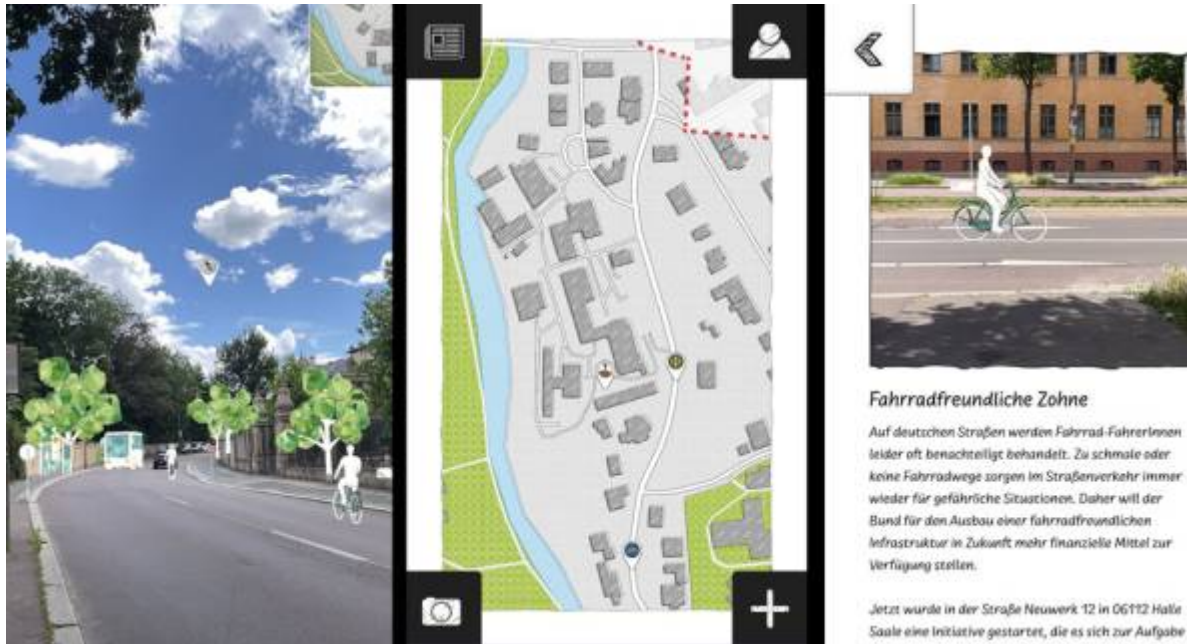 Fahrradfreundliche Zohne
Auf deutschen Straßen werden Fahrrad-FahrerInnen
leider oft benachteiligt behandelt. Zu schmale oder
keine Fahrradwege sorgen im Straßenverkehr immer
wieder für gefährliche Situationen. Daher will der
Bund für den Ausbau einer fahrradfreundlichen
Infrastruktur in Zukunft mehr finanzielle Mittel zur
Verfügung stellen.
Jetzt wurde in der Straße Neuwerk 12 in 06112 Halle
Saale eine Initiative gestartet, die es sich zur Aufgabe